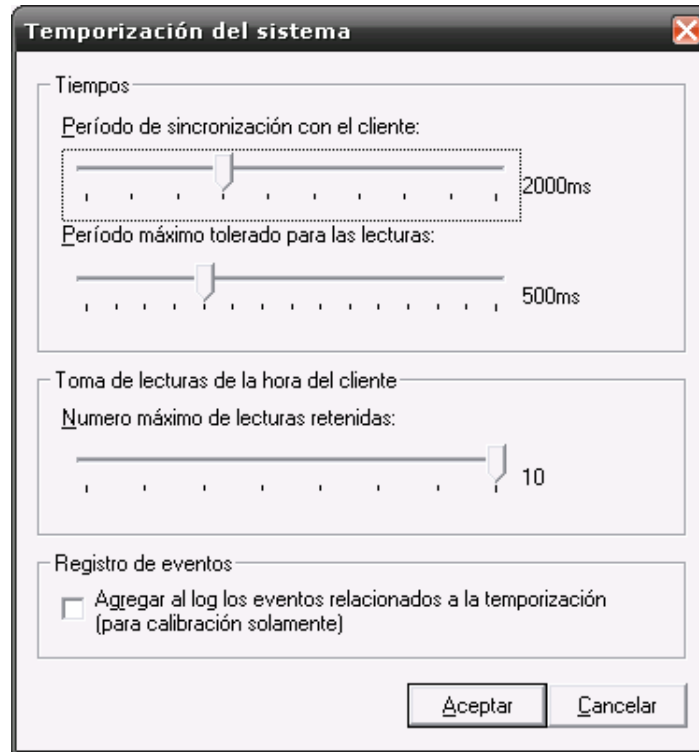 Temporización del sistema
Tiempos
Período de sincronización con el cliente:
2000ms
Período máximo tolerado para las lecturas:
500ms
Toma de lecturas de la hora del cliente
Numero máximo de lecturas retenidas:
10
Registro de eventos
Agregar al log los eventos relacionados a la temporización
(para calibración solamente)
Aceptar Cancelar